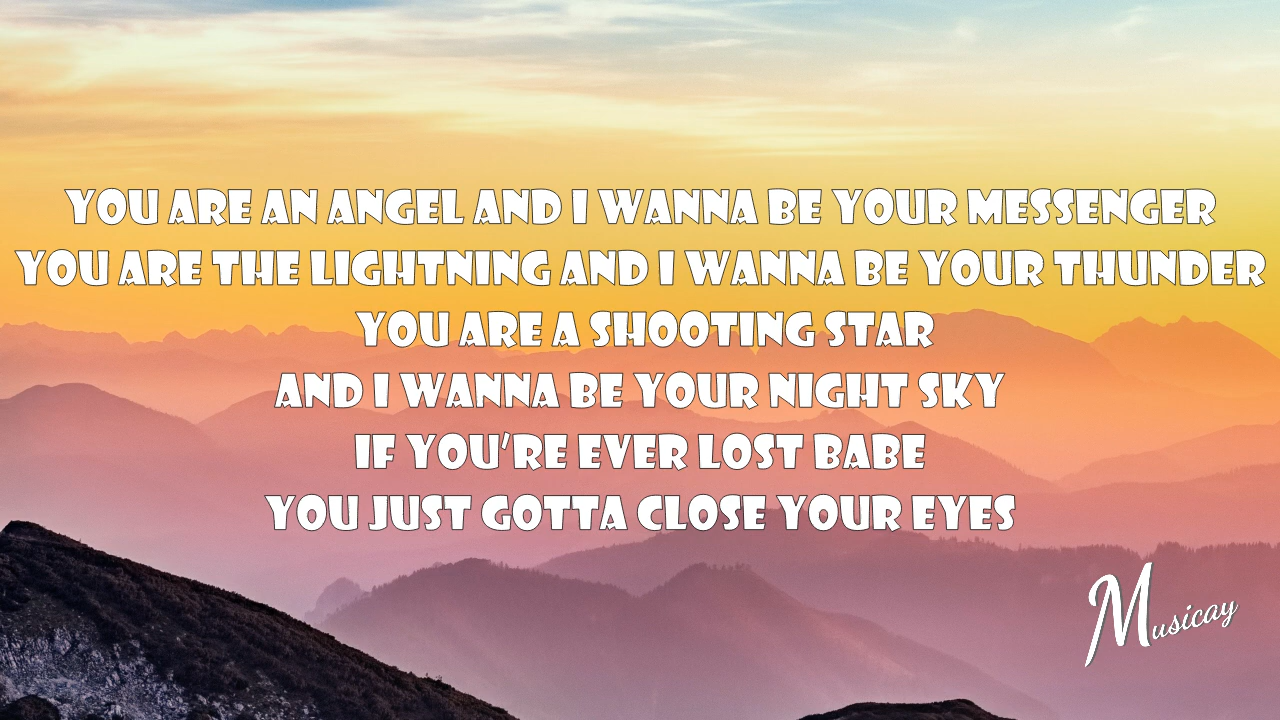 YOU ARE AN ANGEL AND I WANNA BE YOUR MESSENGER
YOU ARE THE LIGHTNING AND I WANNA BE YOUR THUNDER
YOU ARE A SHOOTING STAR
AND I WANNA BE YOUR NIGHT SKY
IF YOU'RE EVER LOST BABE
YOU JUST GOTTA CLOSE YOUR EYES
Musicay